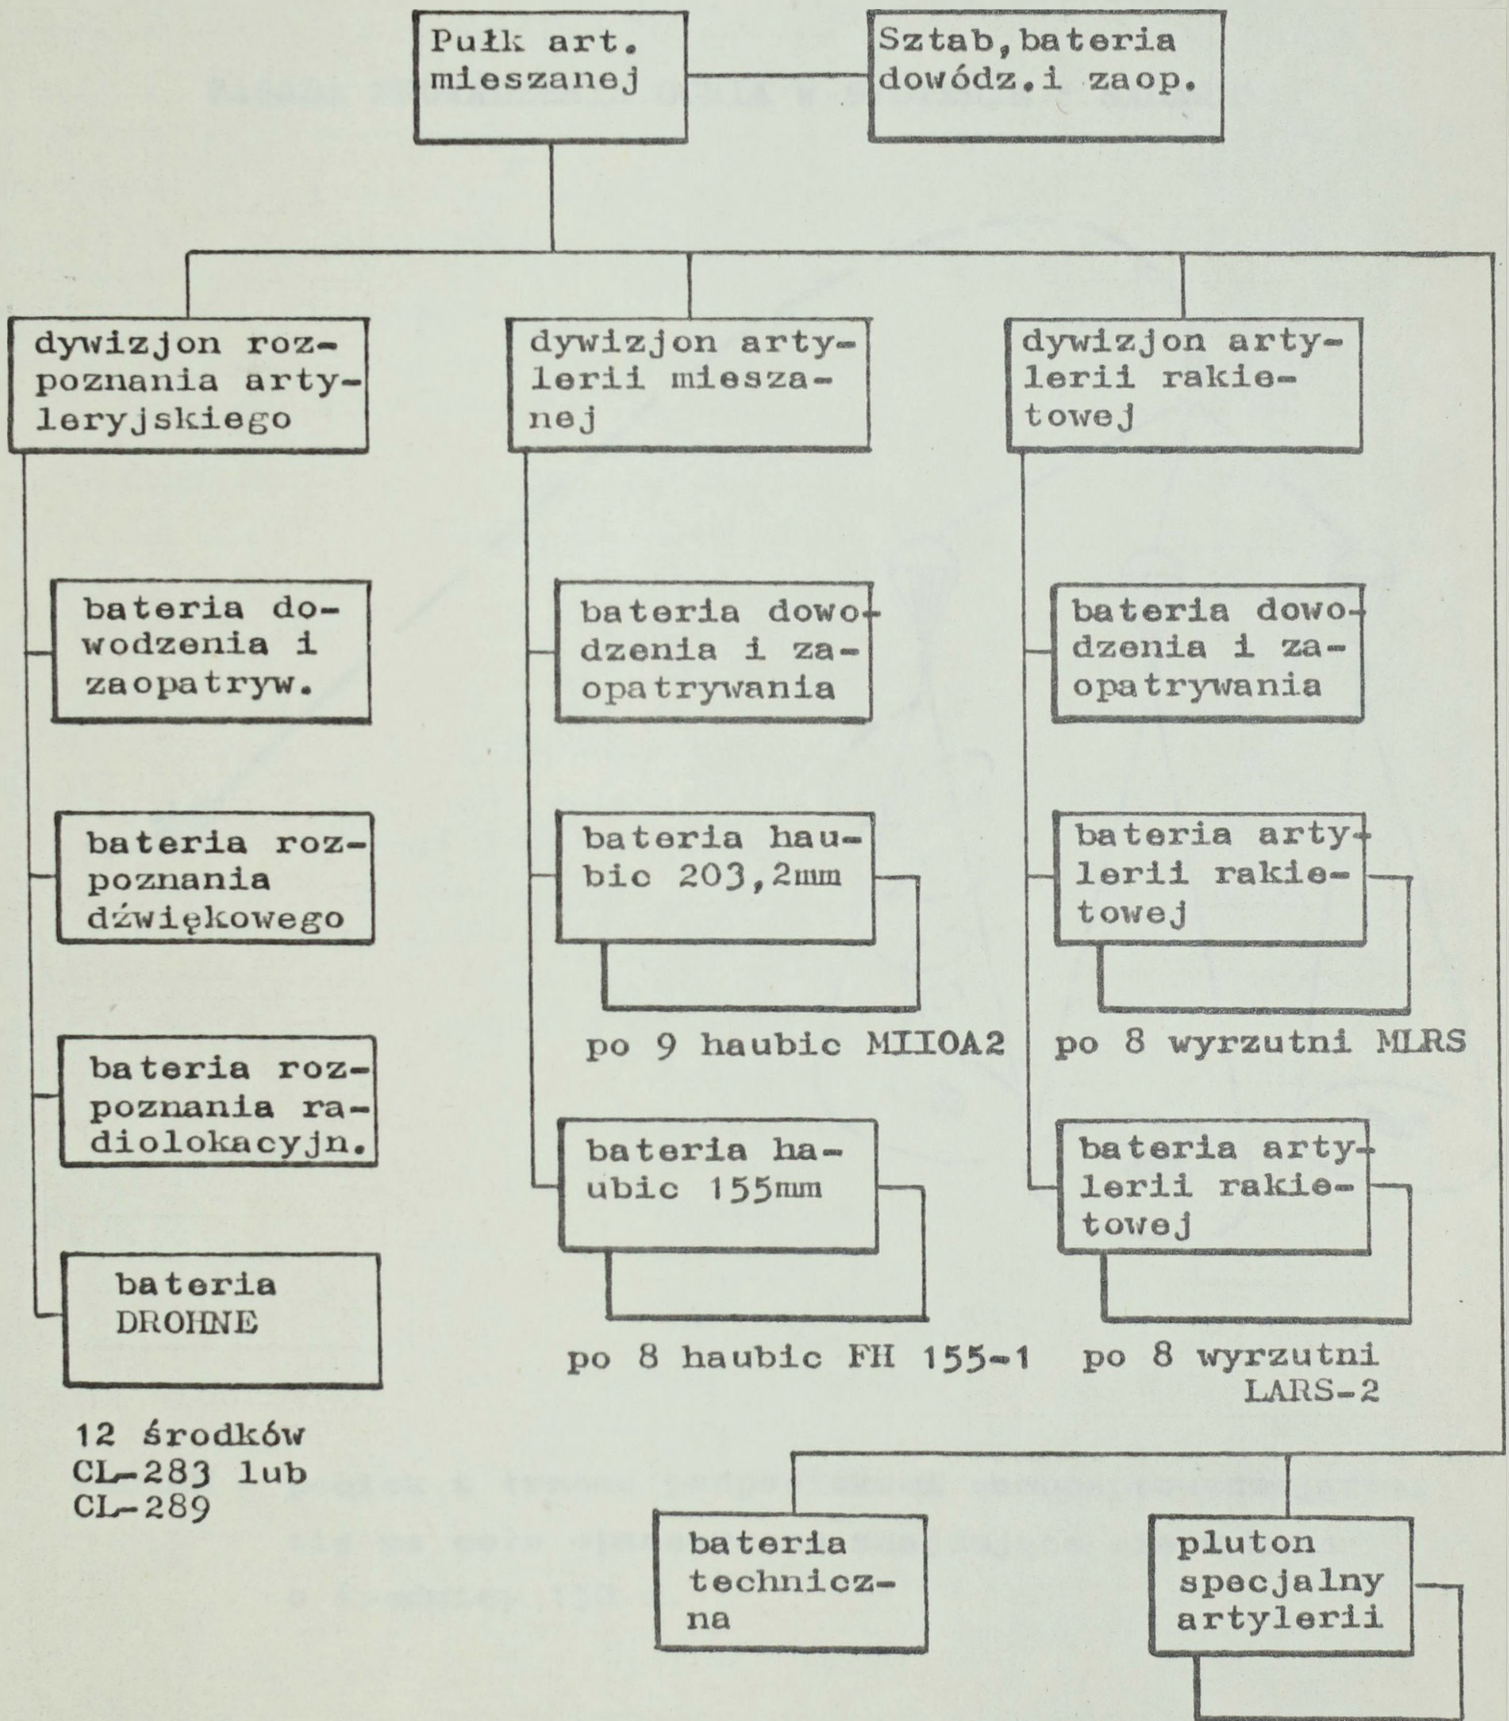 Pułk art.
mieszanej
Sztab,bateria
dowódz.i zaop.
dywizjon roz-
poznania arty-
leryjskiego
dywizjon arty-
lerii miesza-
nej
dywizjon arty-
lerii rakie-
towej
bateria do-
wodzenia i
zaopatryw.
bateria roz-
poznania
dźwiękowego
bateria roz-
poznania ra-
diolokacyjn.
bateria
DROHNE
12 środków
CL-283 lub
CL-289
bateria dowo-
dzenia i za-
opatrywania
bateria hau-
bic 203,2mm
po 9 haubic MIIOA2
bateria ha-
ubic 155mm
po 8 haubic FH 155-1
bateria dowo-
dzenia i za-
opatrywania
bateria arty-
lerii rakie-
towej
po 8 wyrzutni MLRS
bateria arty-
lerii rakie-
towej
po 8 wyrzutni
LARS-2
bateria
technicz-
na
pluton
specjalny
artylerii